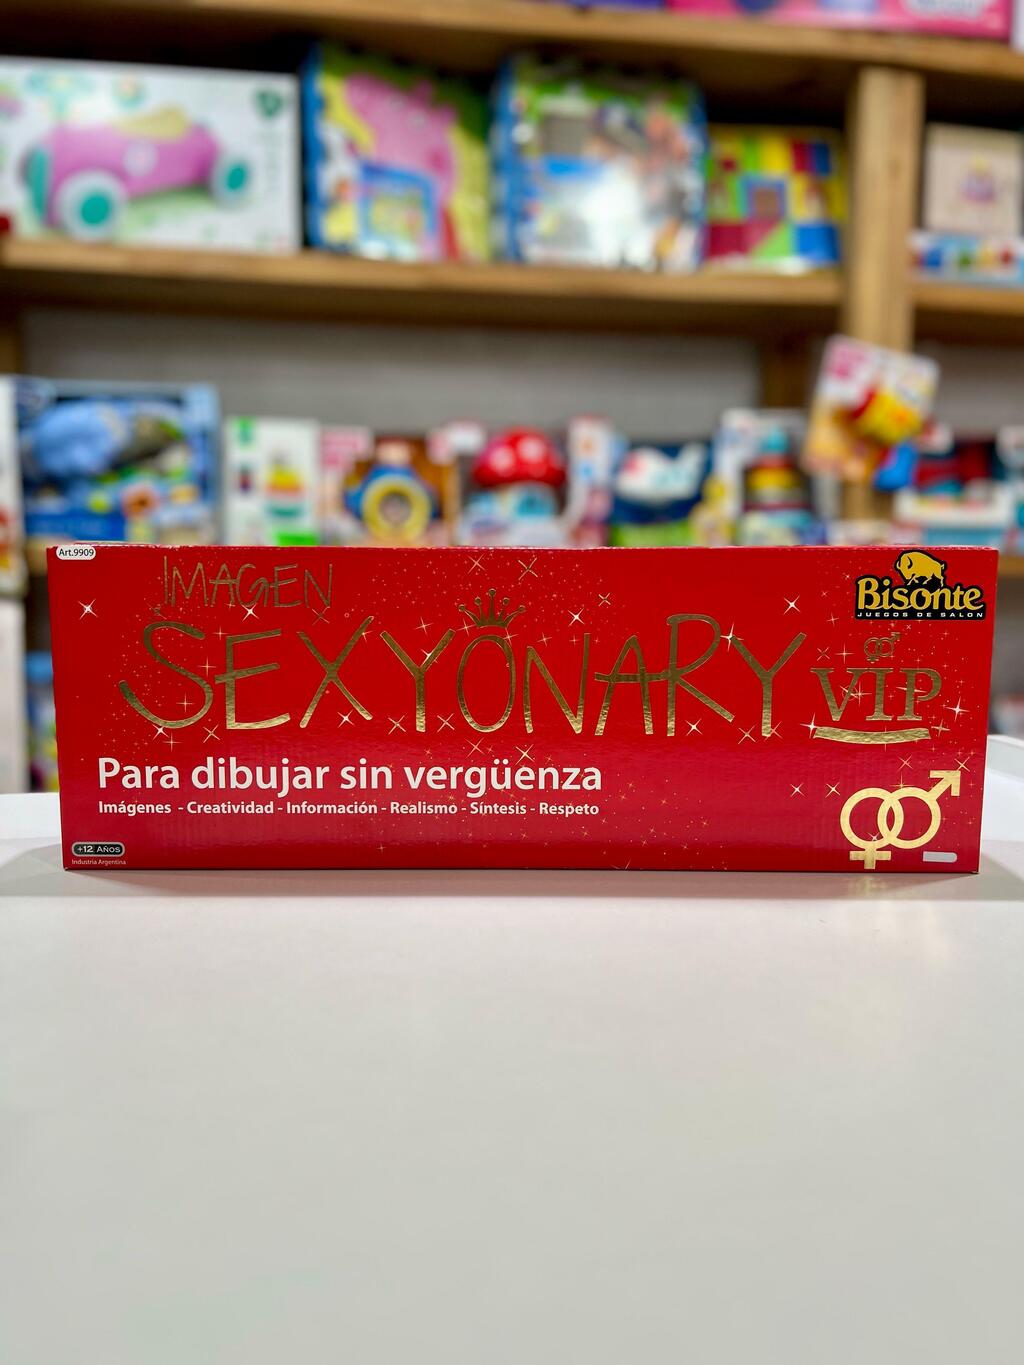 Art.9909
IMAGEN
SEXYONARY
VIP
Bisonte
JUEGOS DE SALON
Para dibujar sin vergüenza
Imágenes - Creatividad - Información - Realismo - Síntesis - Respeto
+12 AÑOS
Industria Argentina